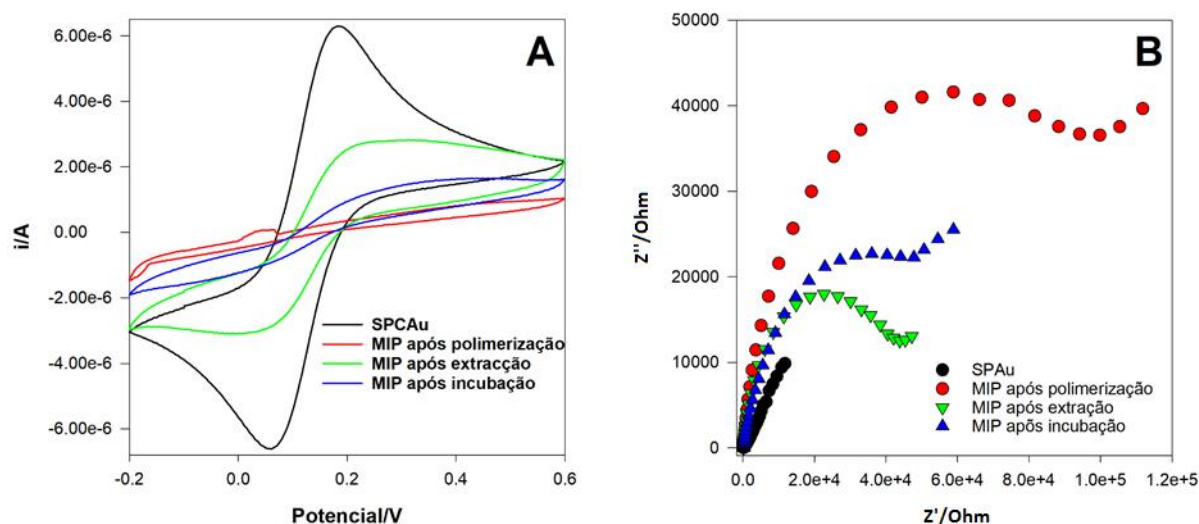 A
6.00e-6
4.00e-6
2.00e-6
0.00
-2.00e-6
-4.00e-6
-6.00e-6
i/A
SPCAu
MIP após polimerização
MIP após extracção
MIP após incubação
-0.2 0.0 0.2 0.4 0.6
Potencial/V
B
50000
40000
30000
20000
10000
0
Z''/Ohm
SPAu
MIP após polimerização
MIP após extração
MIP apõs incubação
0.0 2.0e+4 4.0e+4 6.0e+4 8.0e+4 1.0e+5 1.2e+5
Z'/Ohm